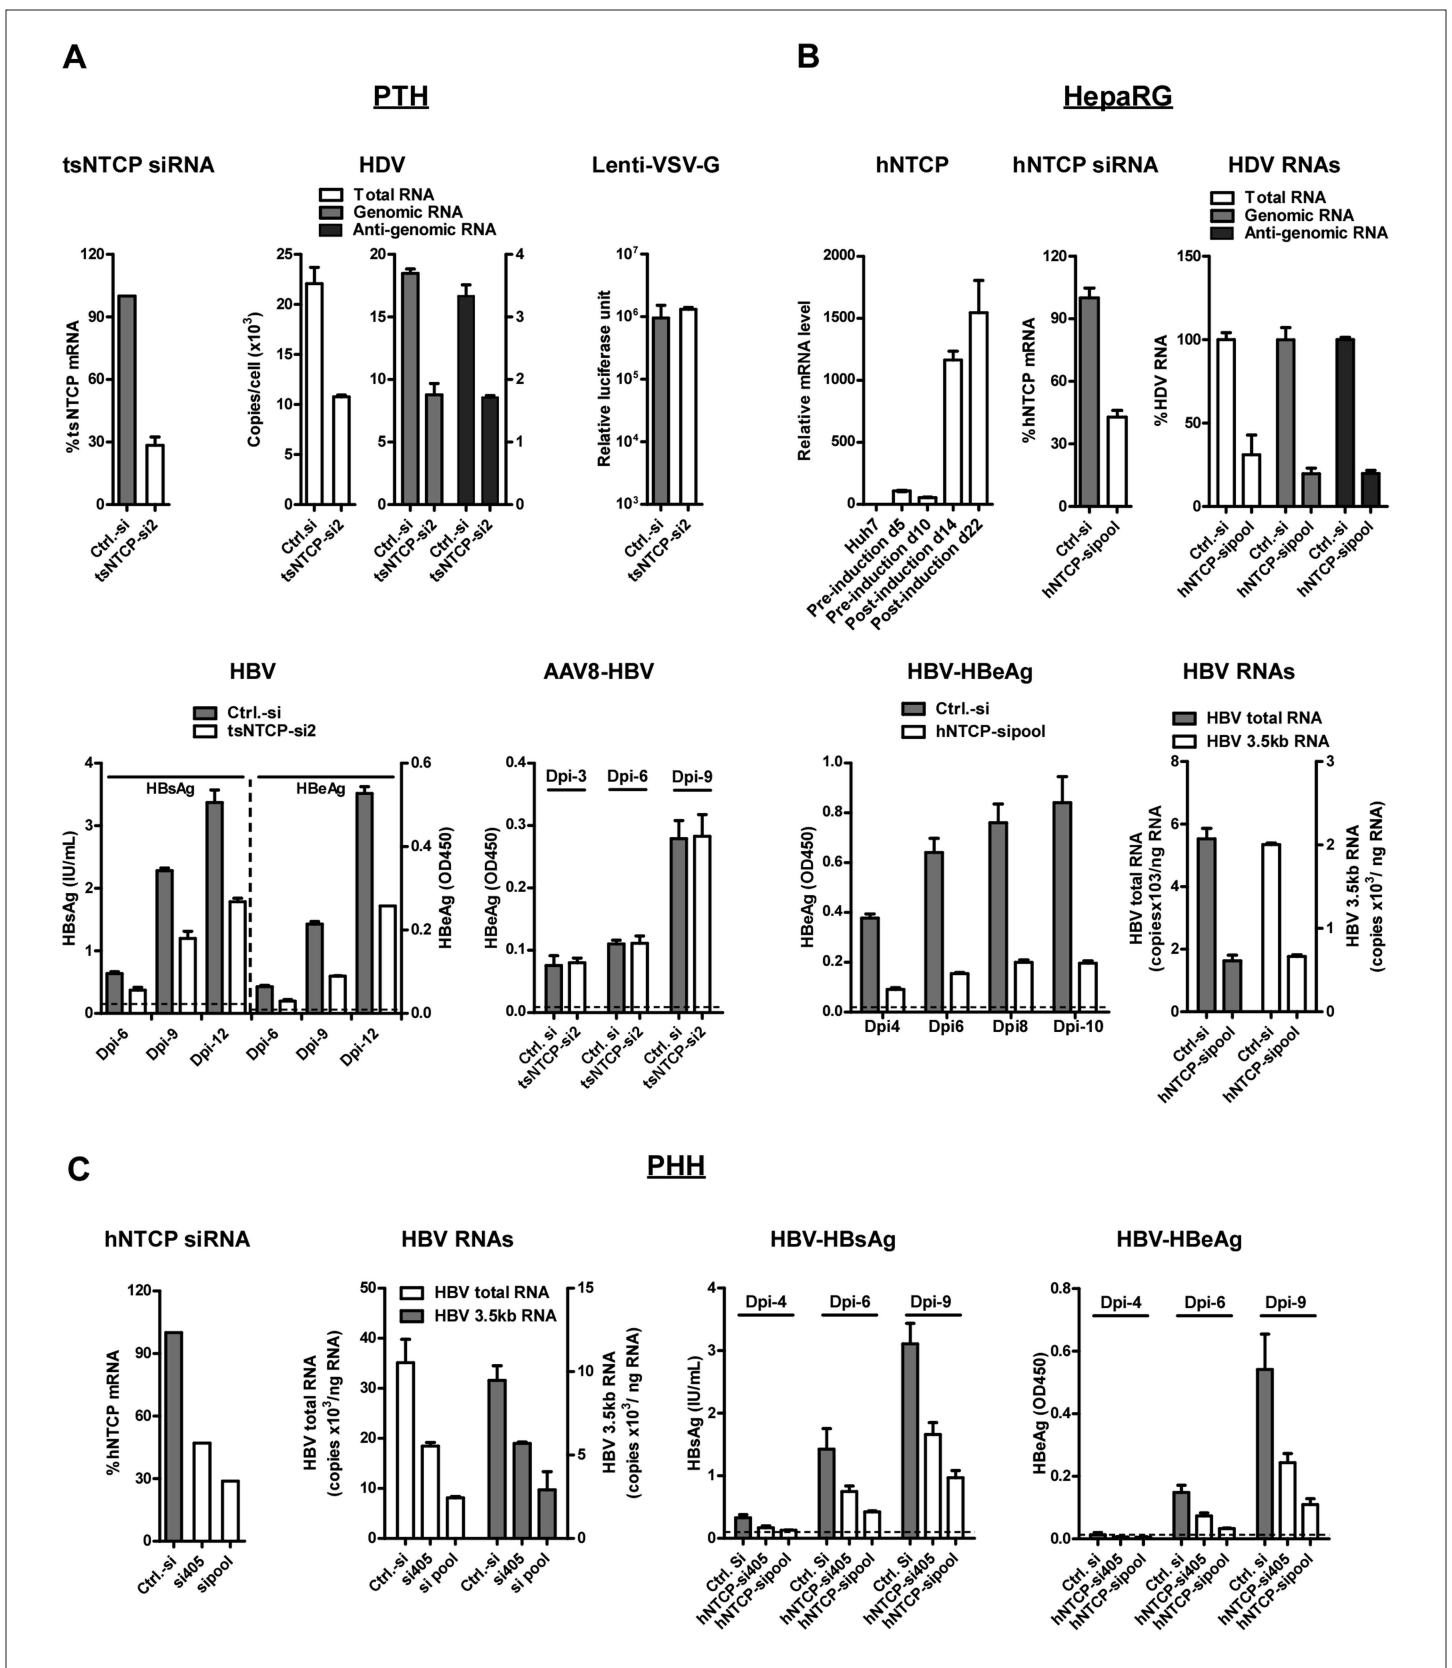 A
PTH
tsNTCP siRNA
120
90
60
30
0
%tsNTCP mRNA
Ctrl.-si
tsNTCP-si2
HDV
Total RNA
Genomic RNA
Anti-genomic RNA
25
20
15
10
5
0
Copies/cell (x10³)
20
15
10
5
0
4
3
2
1
0
Ctrl.si
tsNTCP-si2
Ctrl.-si
tsNTCP-si2
Ctrl.-si
tsNTCP-si2
Lenti-VSV-G
10⁷
10⁶
10⁵
10⁴
10³
Relative luciferase unit
Ctrl.-si
tsNTCP-si2
HBV
Ctrl.-si
tsNTCP-si2
4
3
2
1
0
HBsAg (IU/mL)
HBsAg
HBeAg
0.6
0.4
0.2
0.0
HBeAg (OD450)
Dpi-6
Dpi-9
Dpi-12
Dpi-6
Dpi-9
Dpi-12
AAV8-HBV
0.4
0.3
0.2
0.1
0.0
HBeAg (OD450)
Dpi-3
Dpi-6
Dpi-9
Ctrl. si
tsNTCP-si2
Ctrl. si
tsNTCP-si2
Ctrl. si
tsNTCP-si2
B
HepaRG
hNTCP
2000
1500
1000
500
0
Relative mRNA level
Huh7
Pre-induction d5
Pre-induction d10
Post-induction d14
Post-induction d22
hNTCP siRNA
120
90
60
30
0
%hNTCP mRNA
Ctrl-si
hNTCP-sipool
HDV RNAs
Total RNA
Genomic RNA
Anti-genomic RNA
150
100
50
0
%HDV RNA
Ctrl.-si
hNTCP-sipool
Ctrl.-si
hNTCP-sipool
Ctrl.-si
hNTCP-sipool
HBV-HBeAg
Ctrl.-si
hNTCP-sipool
1.0
0.8
0.6
0.4
0.2
0.0
HBeAg (OD450)
Dpi4
Dpi6
Dpi8
Dpi-10
HBV RNAs
HBV total RNA
HBV 3.5kb RNA
8
6
4
2
0
HBV total RNA
(copiesx103/ng RNA)
3
2
1
0
HBV 3.5kb RNA
(copies x10³/ ng RNA)
Ctrl-si
hNTCP-sipool
Ctrl-si
hNTCP-sipool
C
PHH
hNTCP siRNA
120
90
60
30
0
%hNTCP mRNA
Ctrl.-si
si405
sipool
HBV RNAs
HBV total RNA
HBV 3.5kb RNA
50
40
30
20
10
0
HBV total RNA
(copies x10³/ng RNA)
15
10
5
0
HBV 3.5kb RNA
(copies x10³/ ng RNA)
Ctrl.-si
si405
si pool
Ctrl.-si
si405
si pool
HBV-HBsAg
4
3
2
1
0
HBsAg (IU/mL)
Dpi-4
Dpi-6
Dpi-9
Ctrl. Si
hNTCP-si405
hNTCP-sipool
Ctrl. Si
hNTCP-si405
hNTCP-sipool
Ctrl. Si
hNTCP-si405
hNTCP-sipool
HBV-HBeAg
0.8
0.6
0.4
0.2
0.0
HBeAg (OD450)
Dpi-4
Dpi-6
Dpi-9
Ctrl. si
hNTCP-si405
hNTCP-sipool
Ctrl. si
hNTCP-si405
hNTCP-sipool
Ctrl. si
hNTCP-si405
hNTCP-sipool